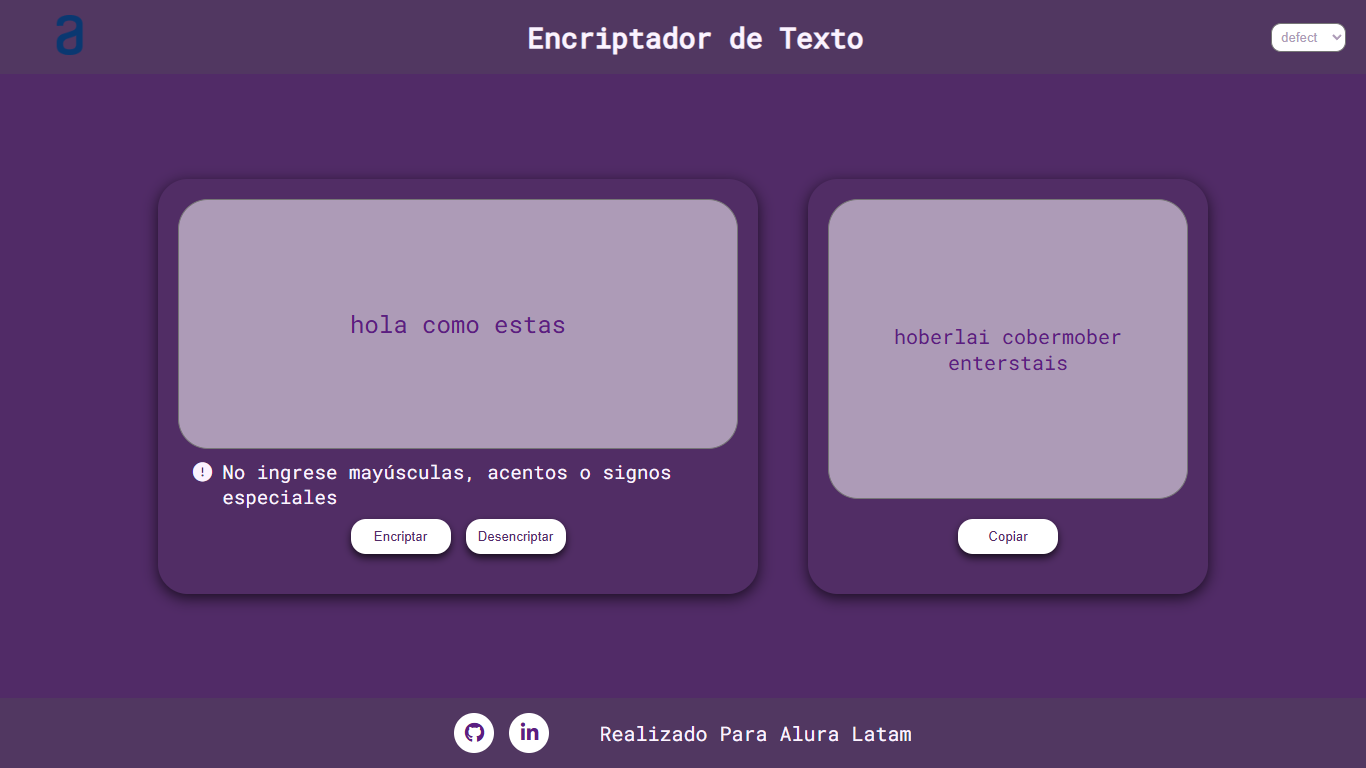 a
Encriptador de Texto
defect
hola como estas
hoberlai cobermober
enterstais
! No ingrese mayúsculas, acentos o signos
especiales
Encriptar
Desencriptar
Copiar
in
Realizado Para Alura Latam